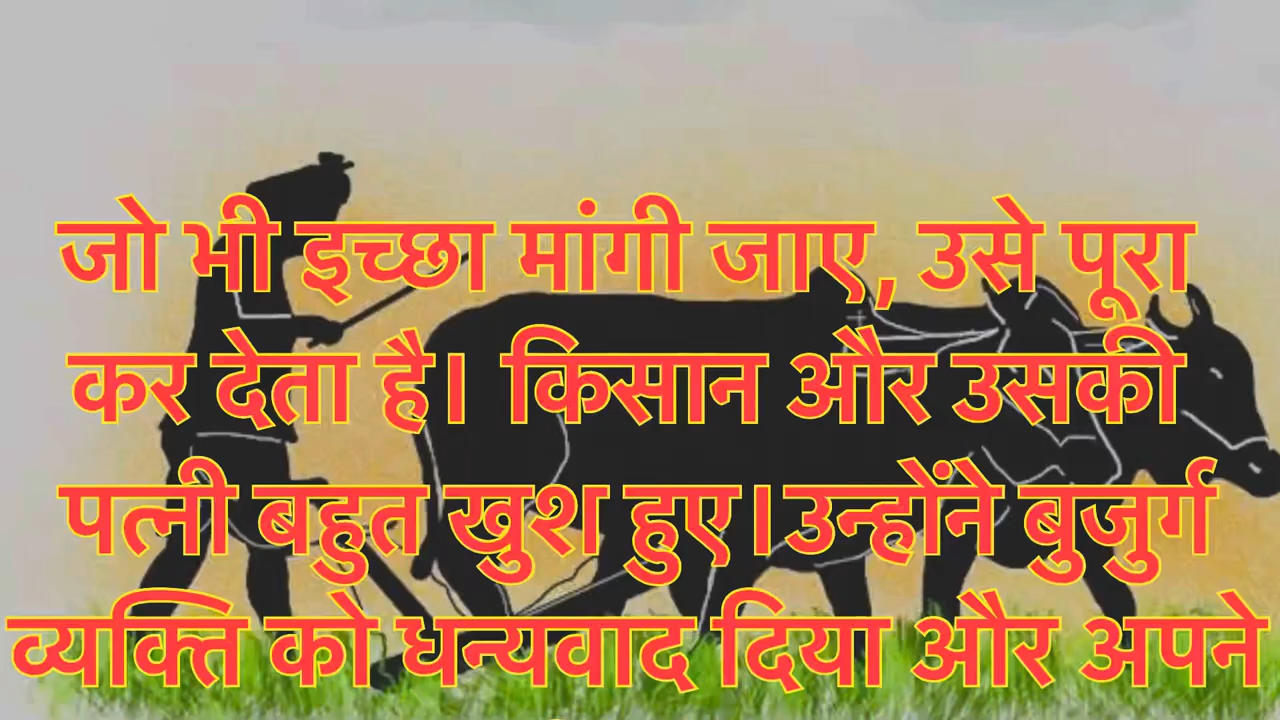 जो भी इच्छा मांगी जाए, उसे पूरा
कर देता है। किसान और उसकी
पत्नी बहुत खुश हुए।उन्होंने बुजुर्ग
व्यक्ति को धन्यवाद दिया और अपने